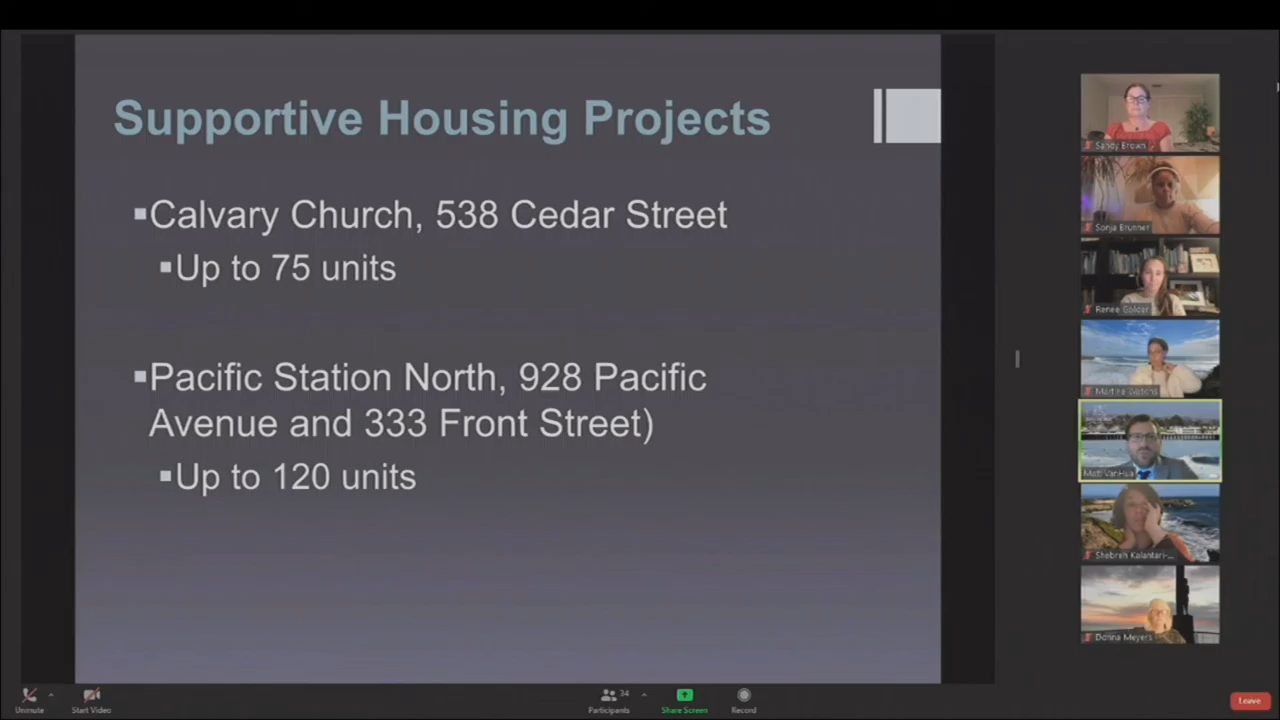 Supportive Housing Projects
▪Calvary Church, 538 Cedar Street
▪Up to 75 units
▪Pacific Station North, 928 Pacific
Avenue and 333 Front Street)
▪Up to 120 units
Sandy Brown
Sonja Brunner
Renee Golder
Martine Watkins
Matt VanHua
Shebreh Kalantari-...
Donna Meyers
Unmute
Start Video
34
Participants
Share Screen
Record
Leave